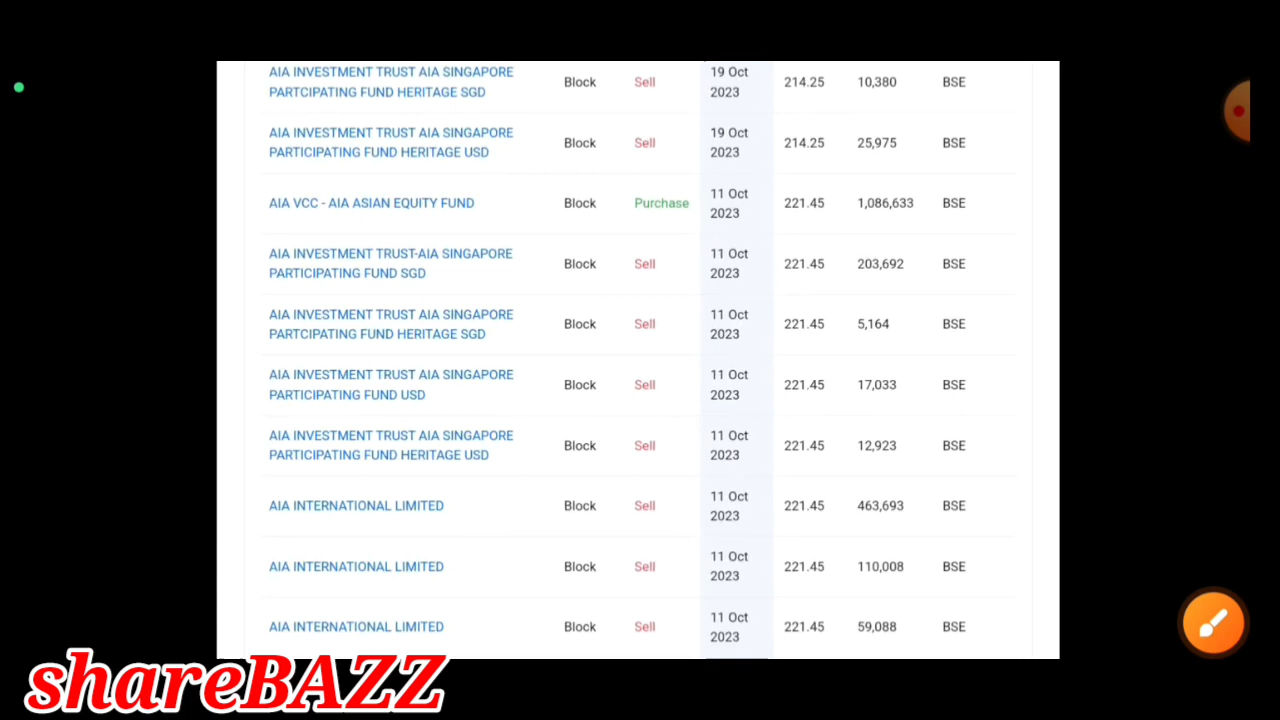 AIA INVESTMENT TRUST AIA SINGAPORE PARTCIPATING FUND HERITAGE SGD Block Sell 19 Oct 2023 214.25 10,380 BSE
AIA INVESTMENT TRUST AIA SINGAPORE PARTICIPATING FUND HERITAGE USD Block Sell 19 Oct 2023 214.25 25,975 BSE
AIA VCC - AIA ASIAN EQUITY FUND Block Purchase 11 Oct 2023 221.45 1,086,633 BSE
AIA INVESTMENT TRUST-AIA SINGAPORE PARTICIPATING FUND SGD Block Sell 11 Oct 2023 221.45 203,692 BSE
AIA INVESTMENT TRUST AIA SINGAPORE PARTCIPATING FUND HERITAGE SGD Block Sell 11 Oct 2023 221.45 5,164 BSE
AIA INVESTMENT TRUST AIA SINGAPORE PARTICIPATING FUND USD Block Sell 11 Oct 2023 221.45 17,033 BSE
AIA INVESTMENT TRUST AIA SINGAPORE PARTICIPATING FUND HERITAGE USD Block Sell 11 Oct 2023 221.45 12,923 BSE
AIA INTERNATIONAL LIMITED Block Sell 11 Oct 2023 221.45 463,693 BSE
AIA INTERNATIONAL LIMITED Block Sell 11 Oct 2023 221.45 110,008 BSE
AIA INTERNATIONAL LIMITED Block Sell 11 Oct 2023 221.45 59,088 BSE
shareBAZZ